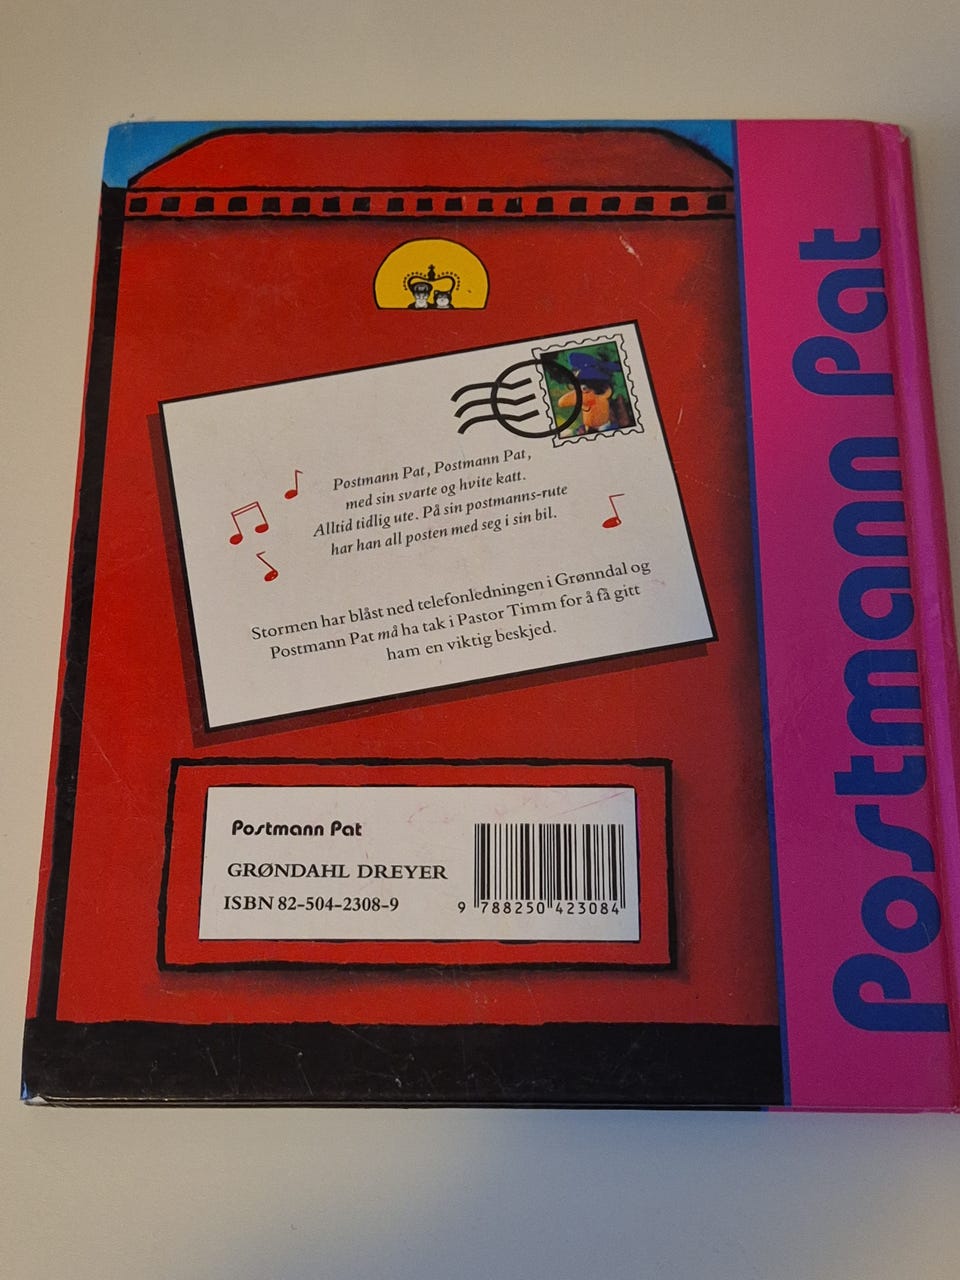 Postmann Pat, Postmann Pat,
med sin svarte og hvite katt.
Alltid tidlig ute. På sin postmanns-rute
har han all posten med seg i sin bil.
Stormen har blåst ned telefonledningen i Grønndal og
Postmann Pat må ha tak i Pastor Timm for å få gitt
ham en viktig beskjed.
Postmann Pat
GRØNDAHL DREYER
ISBN 82-504-2308-9
9 788250 423084
Postmann Pat